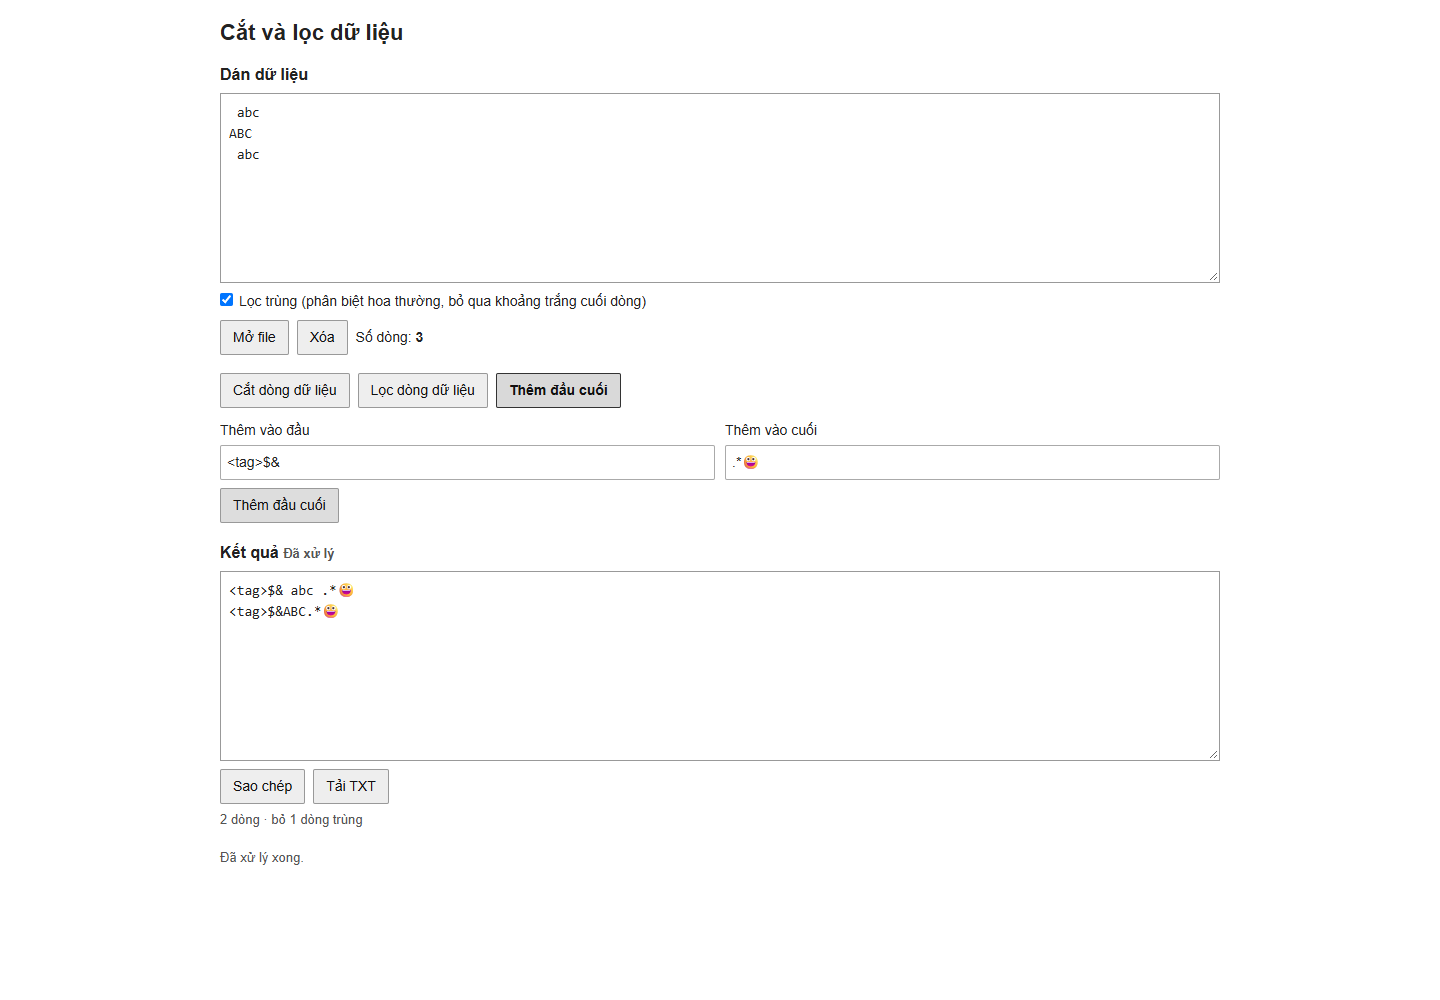 Cắt và lọc dữ liệu
Dán dữ liệu
 abc
ABC
 abc
Lọc trùng (phân biệt hoa thường, bỏ qua khoảng trắng cuối dòng)
Mở file Xóa Số dòng: 3
Cắt dòng dữ liệu Lọc dòng dữ liệu Thêm đầu cuối
Thêm vào đầu Thêm vào cuối
<tag>$& .*😀
Thêm đầu cuối
Kết quả Đã xử lý
<tag>$& abc .*😀
<tag>$&ABC.*😀
Sao chép Tải TXT
2 dòng · bỏ 1 dòng trùng
Đã xử lý xong.